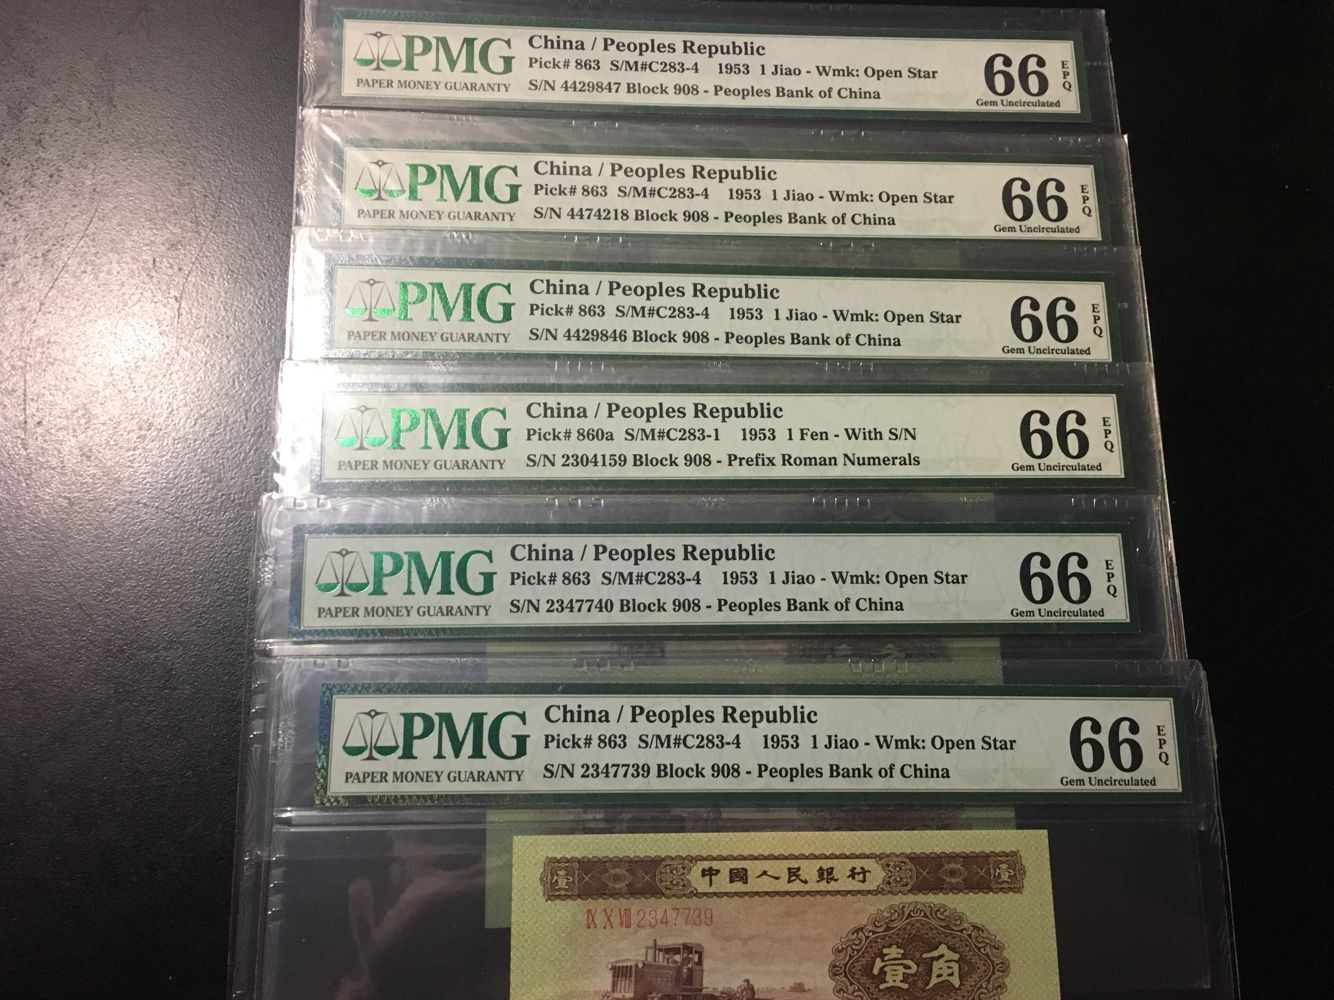 PMG
PAPER MONEY GUARANTY
China / Peoples Republic
Pick# 863 S/M#C283-4 1953 1 Jiao - Wmk: Open Star
S/N 4429847 Block 908 - Peoples Bank of China
66
EPQ
Gem Uncirculated
PMG
PAPER MONEY GUARANTY
China / Peoples Republic
Pick# 863 S/M#C283-4 1953 1 Jiao - Wmk: Open Star
S/N 4474218 Block 908 - Peoples Bank of China
66
EPQ
Gem Uncirculated
PMG
PAPER MONEY GUARANTY
China / Peoples Republic
Pick# 863 S/M#C283-4 1953 1 Jiao - Wmk: Open Star
S/N 4429846 Block 908 - Peoples Bank of China
66
EPQ
Gem Uncirculated
PMG
PAPER MONEY GUARANTY
China / Peoples Republic
Pick# 860a S/M#C283-1 1953 1 Fen - With S/N
S/N 2304159 Block 908 - Prefix Roman Numerals
66
EPQ
Gem Uncirculated
PMG
PAPER MONEY GUARANTY
China / Peoples Republic
Pick# 863 S/M#C283-4 1953 1 Jiao - Wmk: Open Star
S/N 2347740 Block 908 - Peoples Bank of China
66
EPQ
Gem Uncirculated
PMG
PAPER MONEY GUARANTY
China / Peoples Republic
Pick# 863 S/M#C283-4 1953 1 Jiao - Wmk: Open Star
S/N 2347739 Block 908 - Peoples Bank of China
66
EPQ
Gem Uncirculated
壹 中國人民銀行 壹
IX X VIII 2347739
壹角